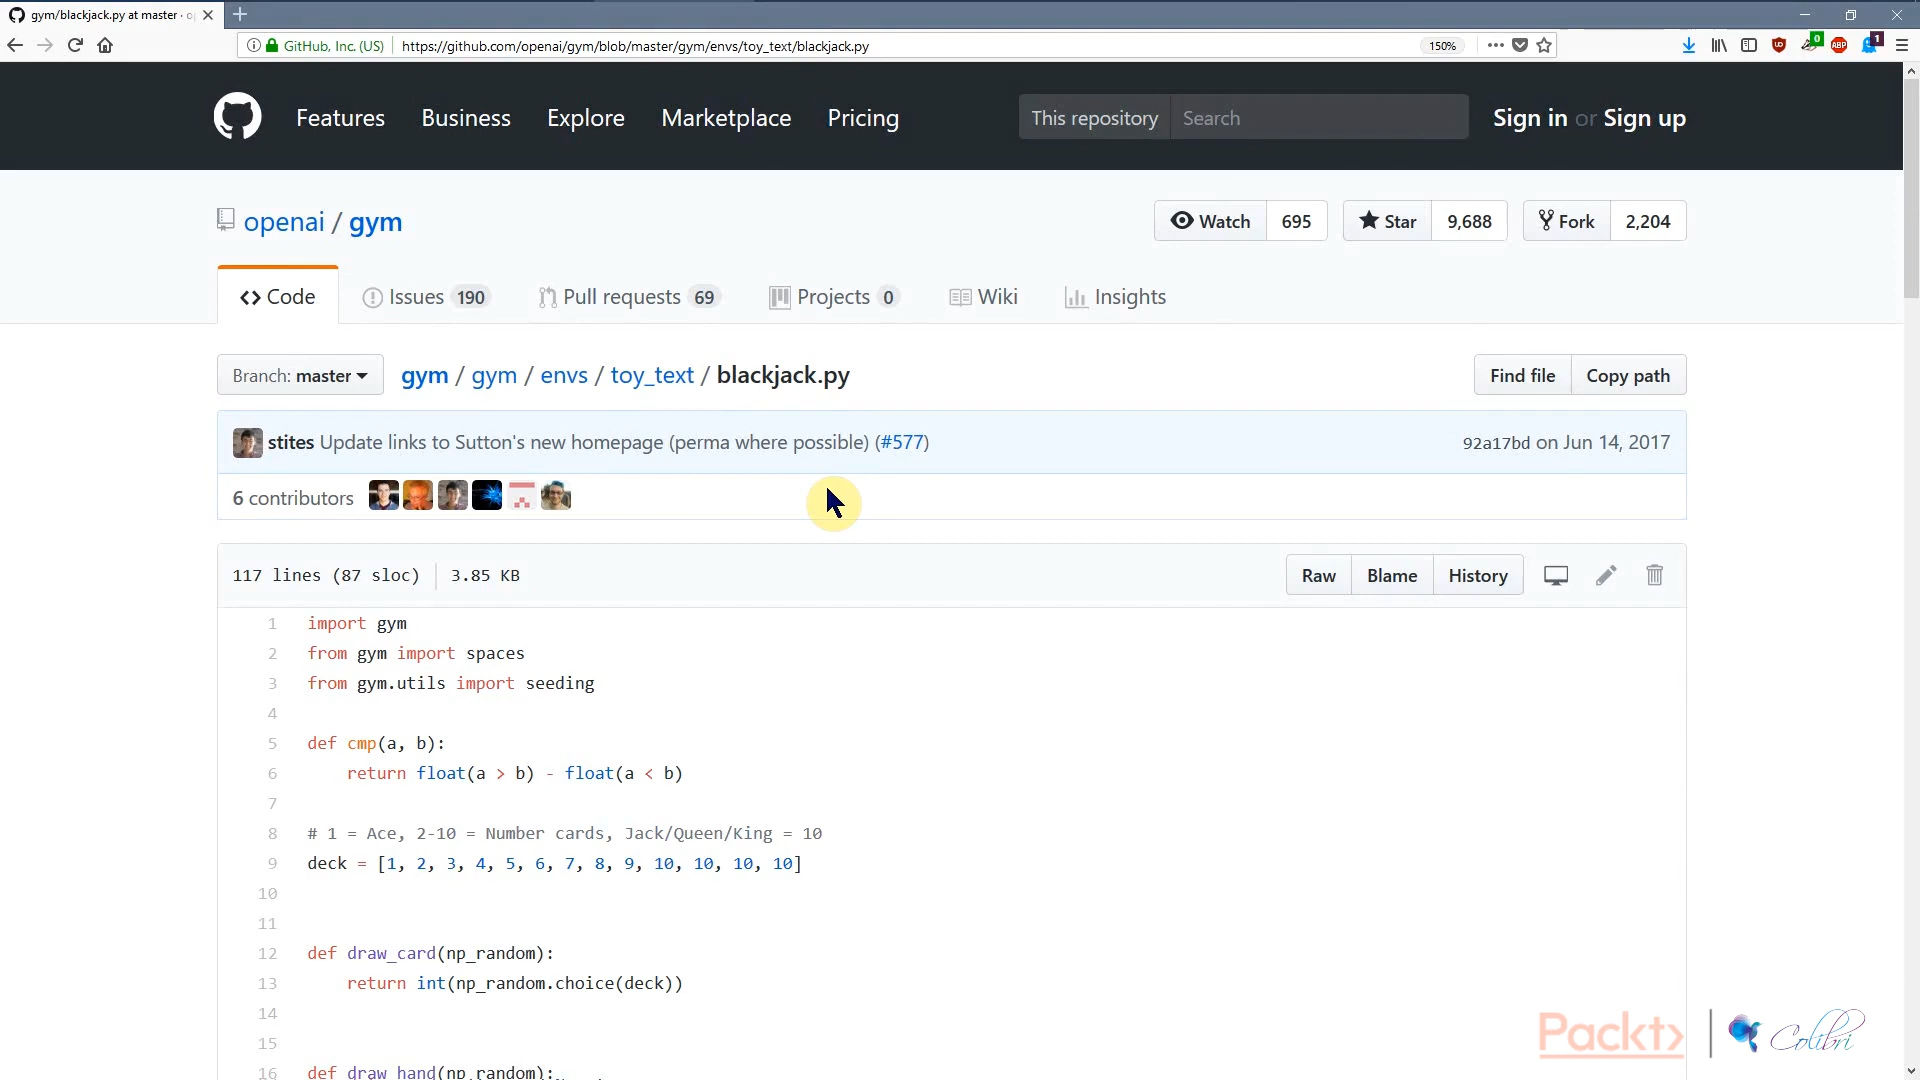 gym/blackjack.py at master · o
GitHub, Inc. (US) https://github.com/openai/gym/blob/master/gym/envs/toy_text/blackjack.py 150% 0 ABP 1
Features Business Explore Marketplace Pricing This repository Search Sign in or Sign up
openai / gym Watch 695 Star 9,688 Fork 2,204
<> Code Issues 190 Pull requests 69 Projects 0 Wiki Insights
Branch: master gym / gym / envs / toy_text / blackjack.py Find file Copy path
stites Update links to Sutton's new homepage (perma where possible) (#577) 92a17bd on Jun 14, 2017
6 contributors
117 lines (87 sloc) 3.85 KB Raw Blame History
1 import gym
2 from gym import spaces
3 from gym.utils import seeding
4
5 def cmp(a, b):
6 return float(a > b) - float(a < b)
7
8 # 1 = Ace, 2-10 = Number cards, Jack/Queen/King = 10
9 deck = [1, 2, 3, 4, 5, 6, 7, 8, 9, 10, 10, 10, 10]
10
11
12 def draw_card(np_random):
13 return int(np_random.choice(deck))
14
15
16 def draw_hand(np_random):
Packt> | Colibri